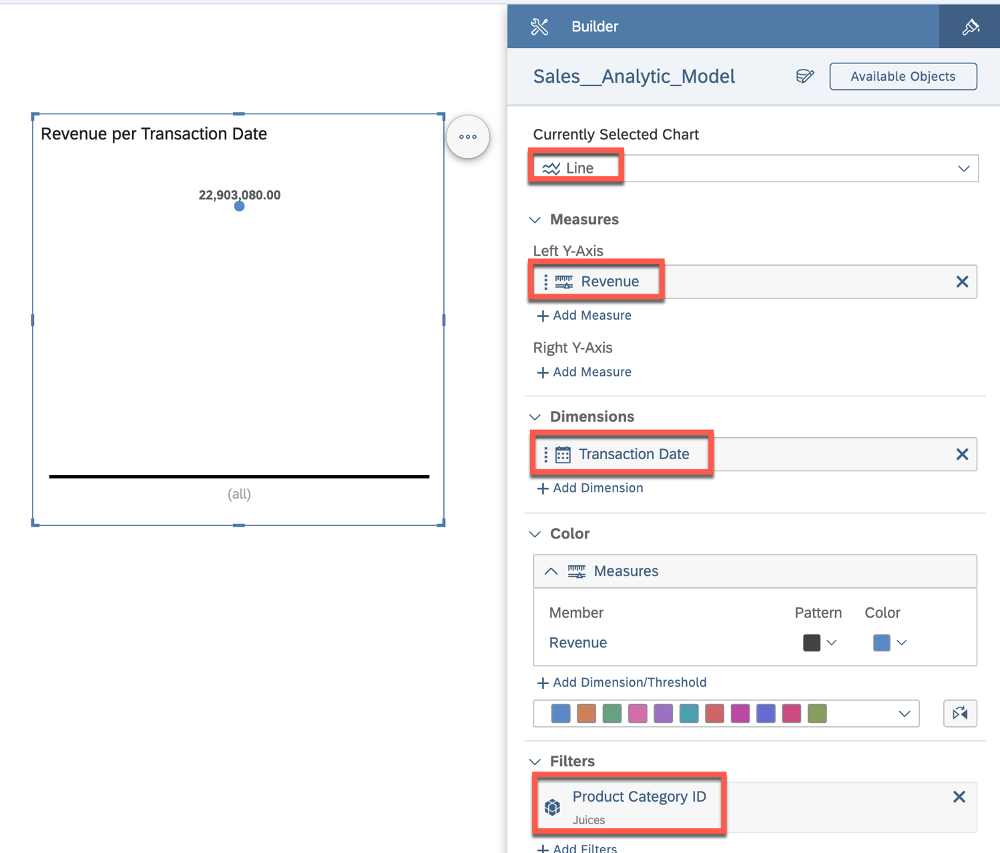 Builder
Sales__Analytic_Model
Available Objects
Revenue per Transaction Date
22,903,080.00
(all)
Currently Selected Chart
Line
Measures
Left Y-Axis
Revenue
Add Measure
Right Y-Axis
Add Measure
Dimensions
Transaction Date
Add Dimension
Color
Measures
Member Pattern Color
Revenue
Add Dimension/Threshold
Filters
Product Category ID
Juices
Add Filters